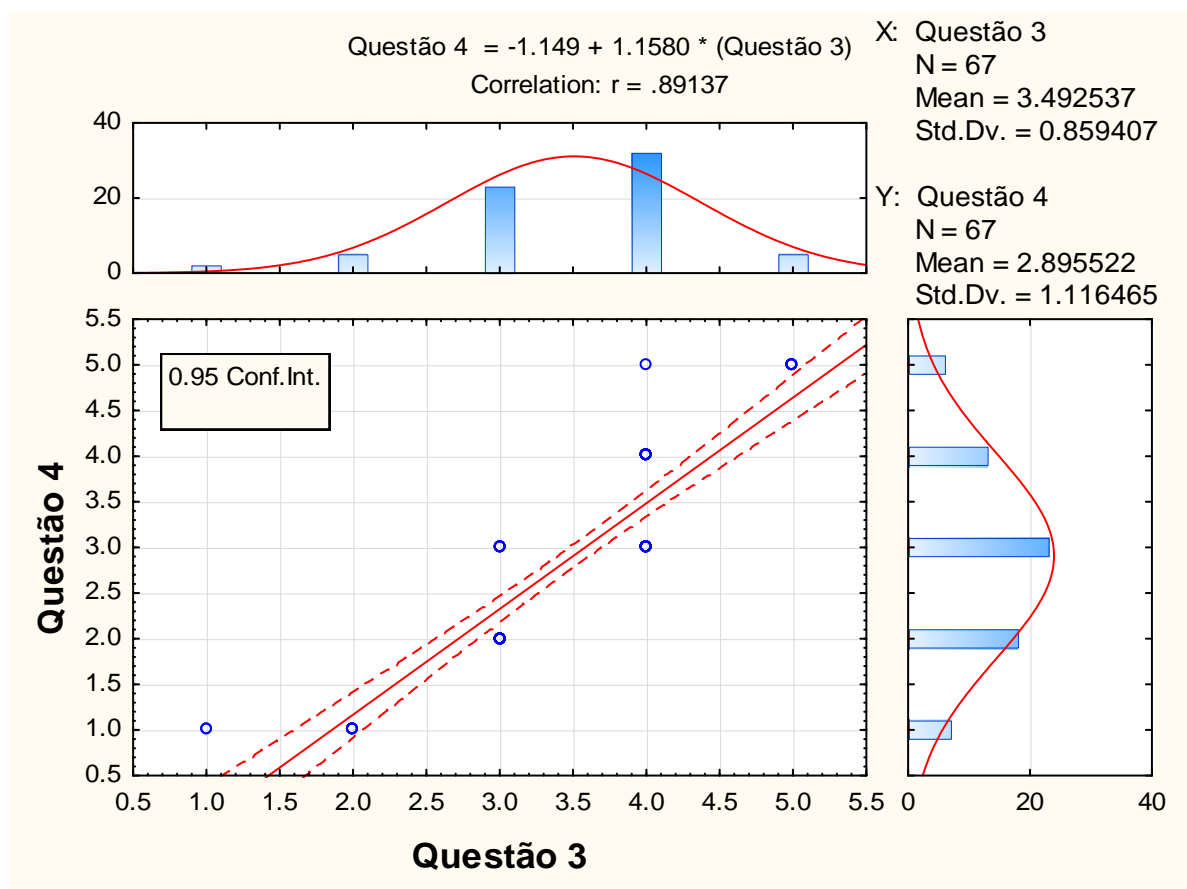 Questão 4 = -1.149 + 1.1580 * (Questão 3)
Correlation: r = .89137
X: Questão 3
N = 67
Mean = 3.492537
Std.Dv. = 0.859407
Y: Questão 4
N = 67
Mean = 2.895522
Std.Dv. = 1.116465
40
20
0
5.5
5.0
4.5
4.0
3.5
3.0
2.5
2.0
1.5
1.0
0.5
0.95 Conf.Int.
Questão 4
0.5 1.0 1.5 2.0 2.5 3.0 3.5 4.0 4.5 5.0 5.5
0 20 40
Questão 3